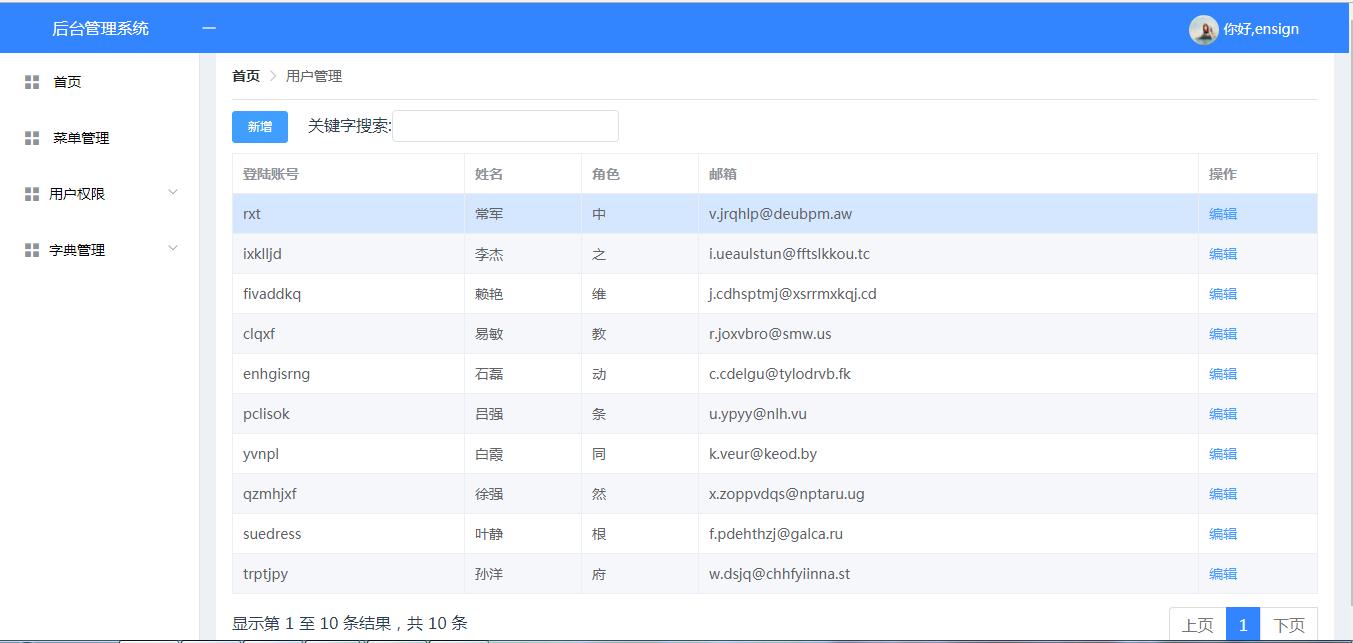 后台管理系统
你好,ensign
首页
菜单管理
用户权限
字典管理
首页 用户管理
新增 关键字搜索:
登陆账号 姓名 角色 邮箱 操作
rxt 常军 中 v.jrqhlp@deubpm.aw 编辑
ixklljd 李杰 之 i.ueaulstun@fftslkkou.tc 编辑
fivaddkq 赖艳 维 j.cdhsptmj@xsrrmxkqj.cd 编辑
clqxf 易敏 教 r.joxvbro@smw.us 编辑
enhgisrng 石磊 动 c.cdelgu@tylodrvb.fk 编辑
pclisok 吕强 条 u.ypyy@nlh.vu 编辑
yvnpl 白霞 同 k.veur@keod.by 编辑
qzmhjxf 徐强 然 x.zoppvdqs@nptaru.ug 编辑
suedress 叶静 根 f.pdehthzj@galca.ru 编辑
trptjpy 孙洋 府 w.dsjq@chhfyiinna.st 编辑
显示第 1 至 10 条结果，共 10 条
上页 1 下页